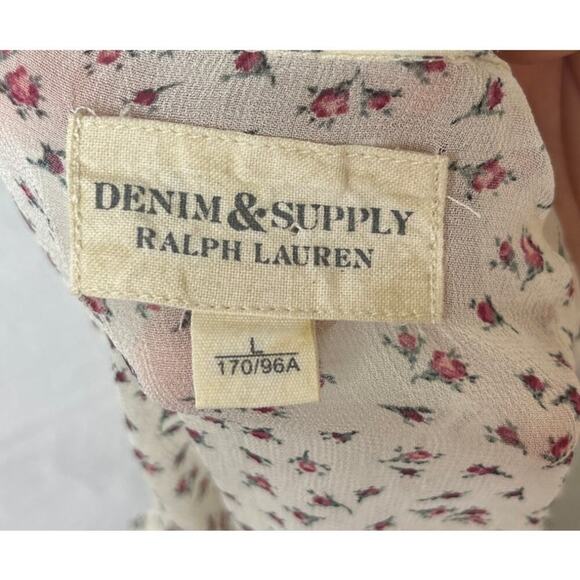 DENIM & SUPPLY
RALPH LAUREN
L
170/96A